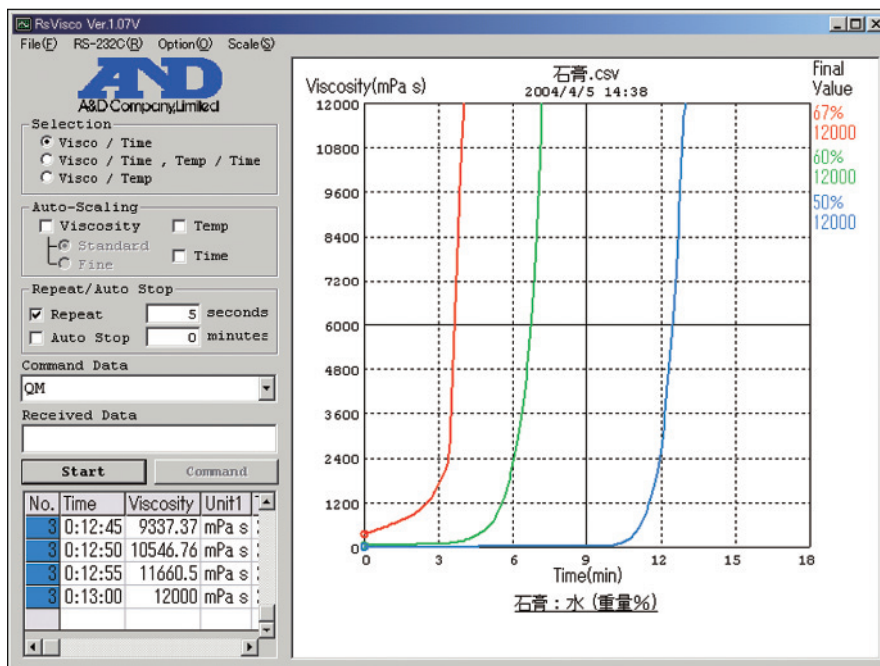 RsVisco Ver.1.07V
File(F) RS-232C(R) Option(O) Scale(S)
AND
A&D Company,Limited
Selection
Visco / Time
Visco / Time , Temp / Time
Visco / Temp
Auto-Scaling
Viscosity
Temp
Standard
Time
Fine
Repeat/Auto Stop
Repeat 5 seconds
Auto Stop 0 minutes
Command Data
QM
Received Data
Start Command
No. Time Viscosity Unit1
3 0:12:45 9337.37 mPa s
3 0:12:50 10546.76 mPa s
3 0:12:55 11660.5 mPa s
3 0:13:00 12000 mPa s
Viscosity(mPa s)
石膏.csv
2004/4/5 14:38
Final
Value
67%
12000
60%
12000
50%
12000
12000
10800
9600
8400
7200
6000
4800
3600
2400
1200
0
0 3 6 9 12 15 18
Time(min)
石膏:水 (重量%)